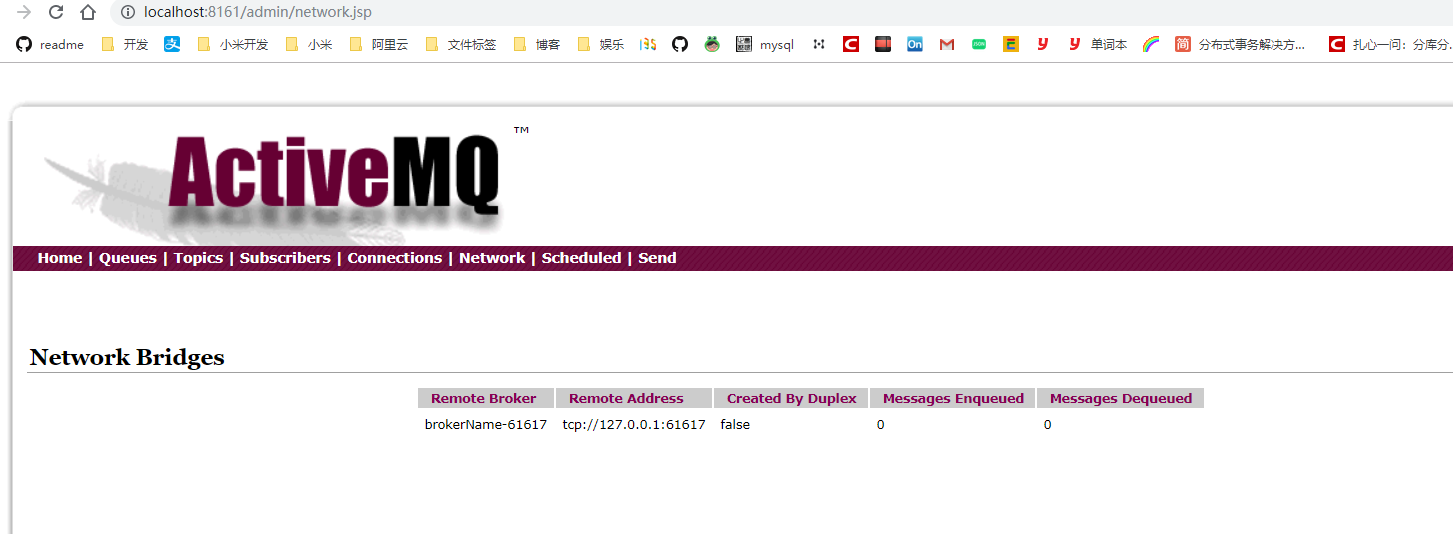 localhost:8161/admin/network.jsp
readme 开发 小米开发 小米 阿里云 文件标签 博客 娱乐 mysql On now E y y 单词本 简 分布式事务解决方... C 扎心一问：分库分.
ActiveMQ™
Home | Queues | Topics | Subscribers | Connections | Network | Scheduled | Send
Network Bridges
Remote Broker Remote Address Created By Duplex Messages Enqueued Messages Dequeued
brokerName-61617 tcp://127.0.0.1:61617 false 0 0